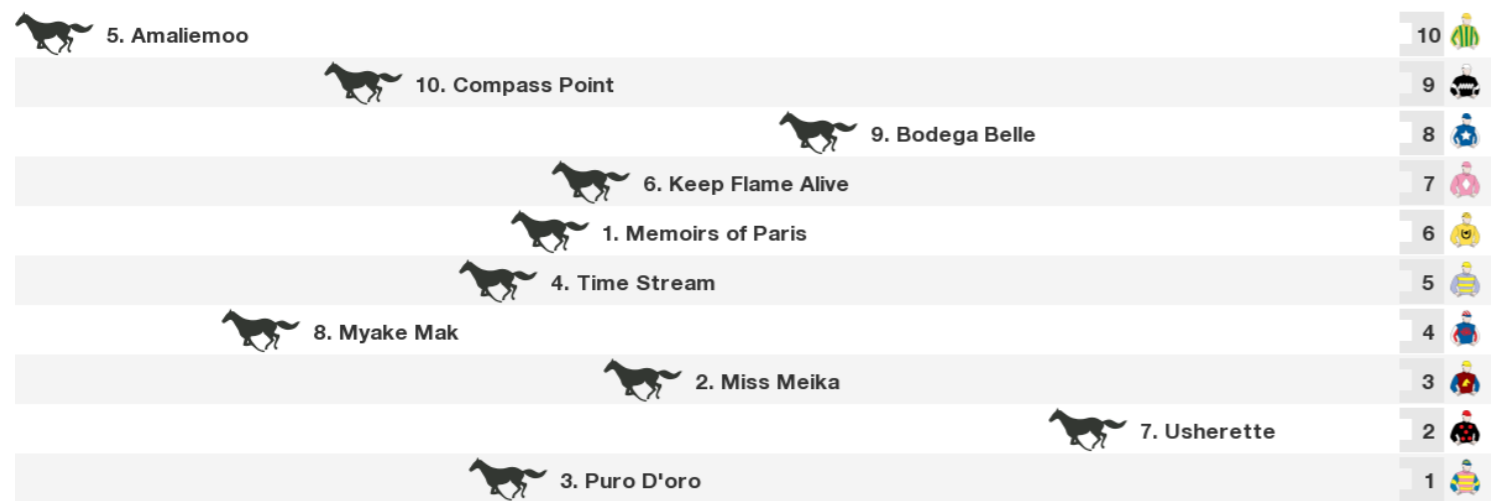 5. Amaliemoo 10
10. Compass Point 9
9. Bodega Belle 8
6. Keep Flame Alive 7
1. Memoirs of Paris 6
4. Time Stream 5
8. Myake Mak 4
2. Miss Meika 3
7. Usherette 2
3. Puro D'oro 1